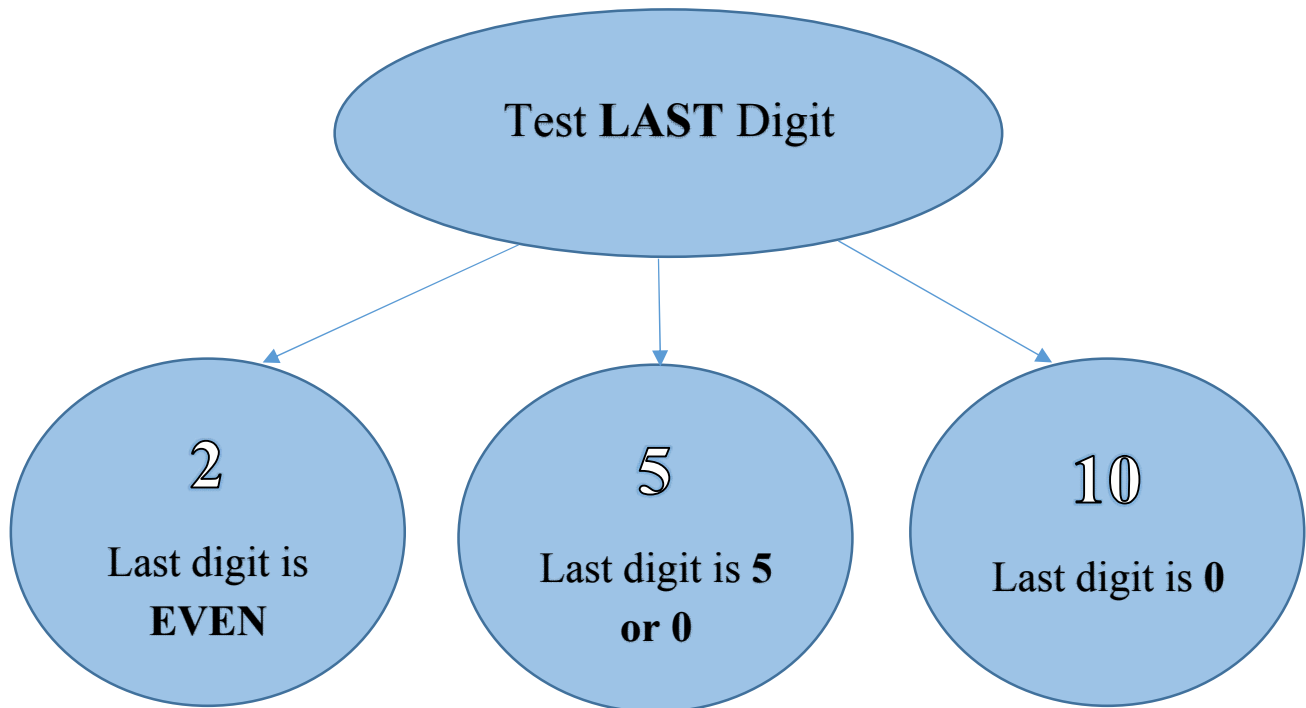 Test LAST Digit
2
Last digit is
EVEN
5
Last digit is 5
or 0
10
Last digit is 0